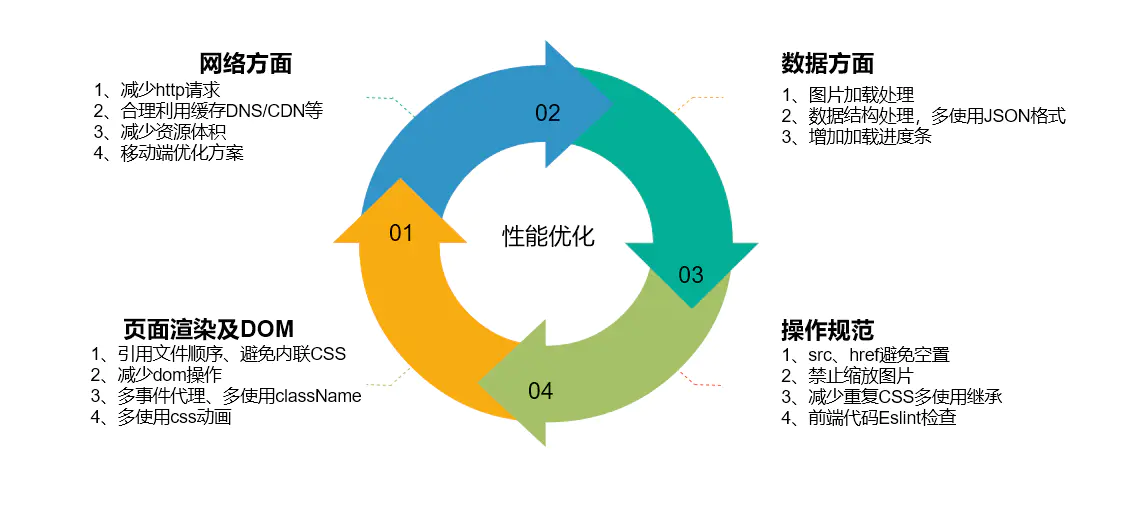 网络方面
1、减少http请求
2、合理利用缓存DNS/CDN等
3、减少资源体积
4、移动端优化方案
数据方面
1、图片加载处理
2、数据结构处理，多使用JSON格式
3、增加加载进度条
02
01
性能优化
03
04
页面渲染及DOM
1、引用文件顺序、避免内联CSS
2、减少dom操作
3、多事件代理、多使用className
4、多使用css动画
操作规范
1、src、href避免空置
2、禁止缩放图片
3、减少重复CSS多使用继承
4、前端代码Eslint检查